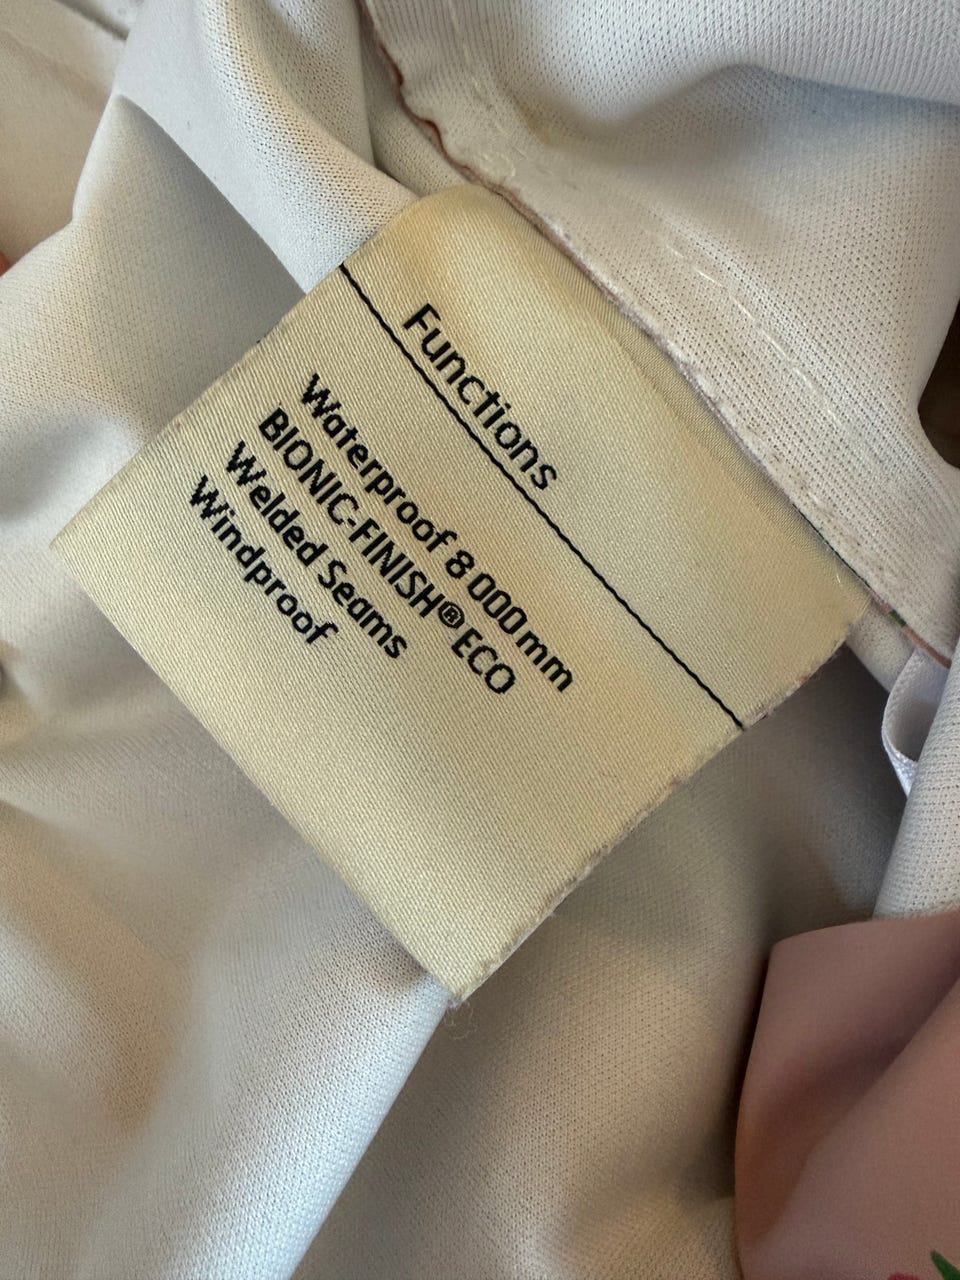 Functions
Waterproof 8 000 mm
BIONIC-FINISH® ECO
Welded Seams
Windproof